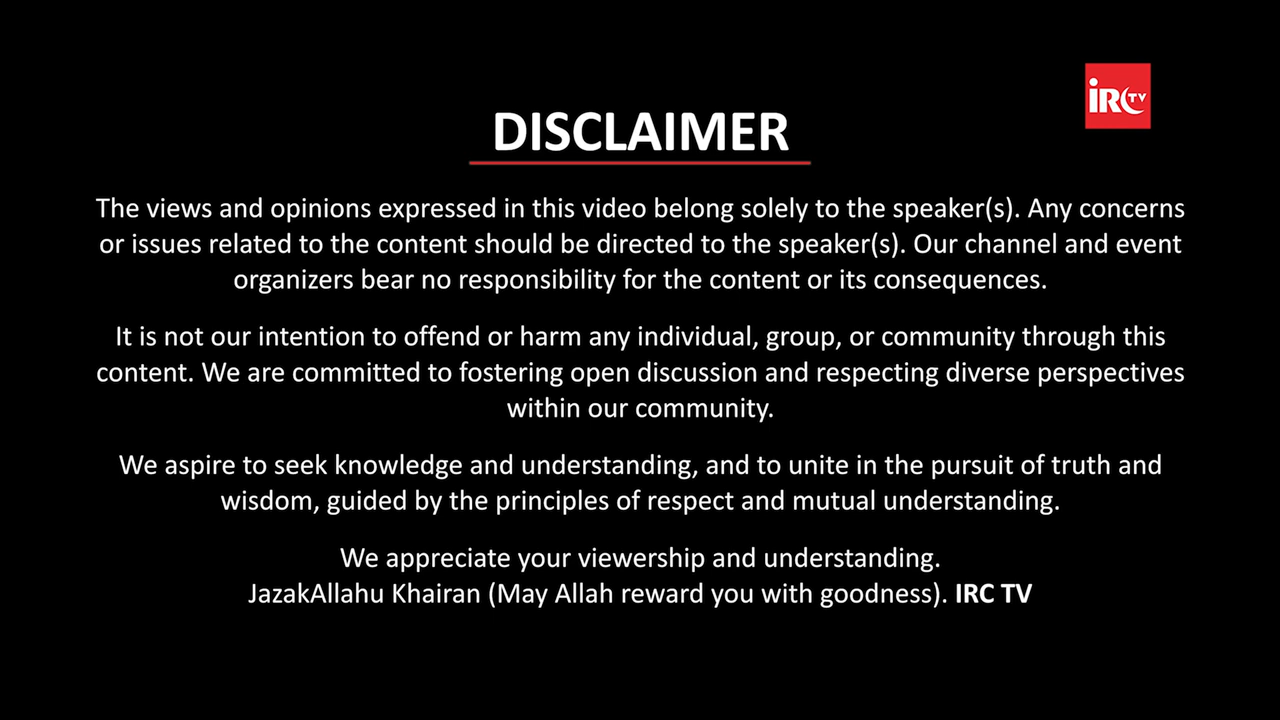 iRC TV
DISCLAIMER
The views and opinions expressed in this video belong solely to the speaker(s). Any concerns
or issues related to the content should be directed to the speaker(s). Our channel and event
organizers bear no responsibility for the content or its consequences.
It is not our intention to offend or harm any individual, group, or community through this
content. We are committed to fostering open discussion and respecting diverse perspectives
within our community.
We aspire to seek knowledge and understanding, and to unite in the pursuit of truth and
wisdom, guided by the principles of respect and mutual understanding.
We appreciate your viewership and understanding.
JazakAllahu Khairan (May Allah reward you with goodness). IRC TV